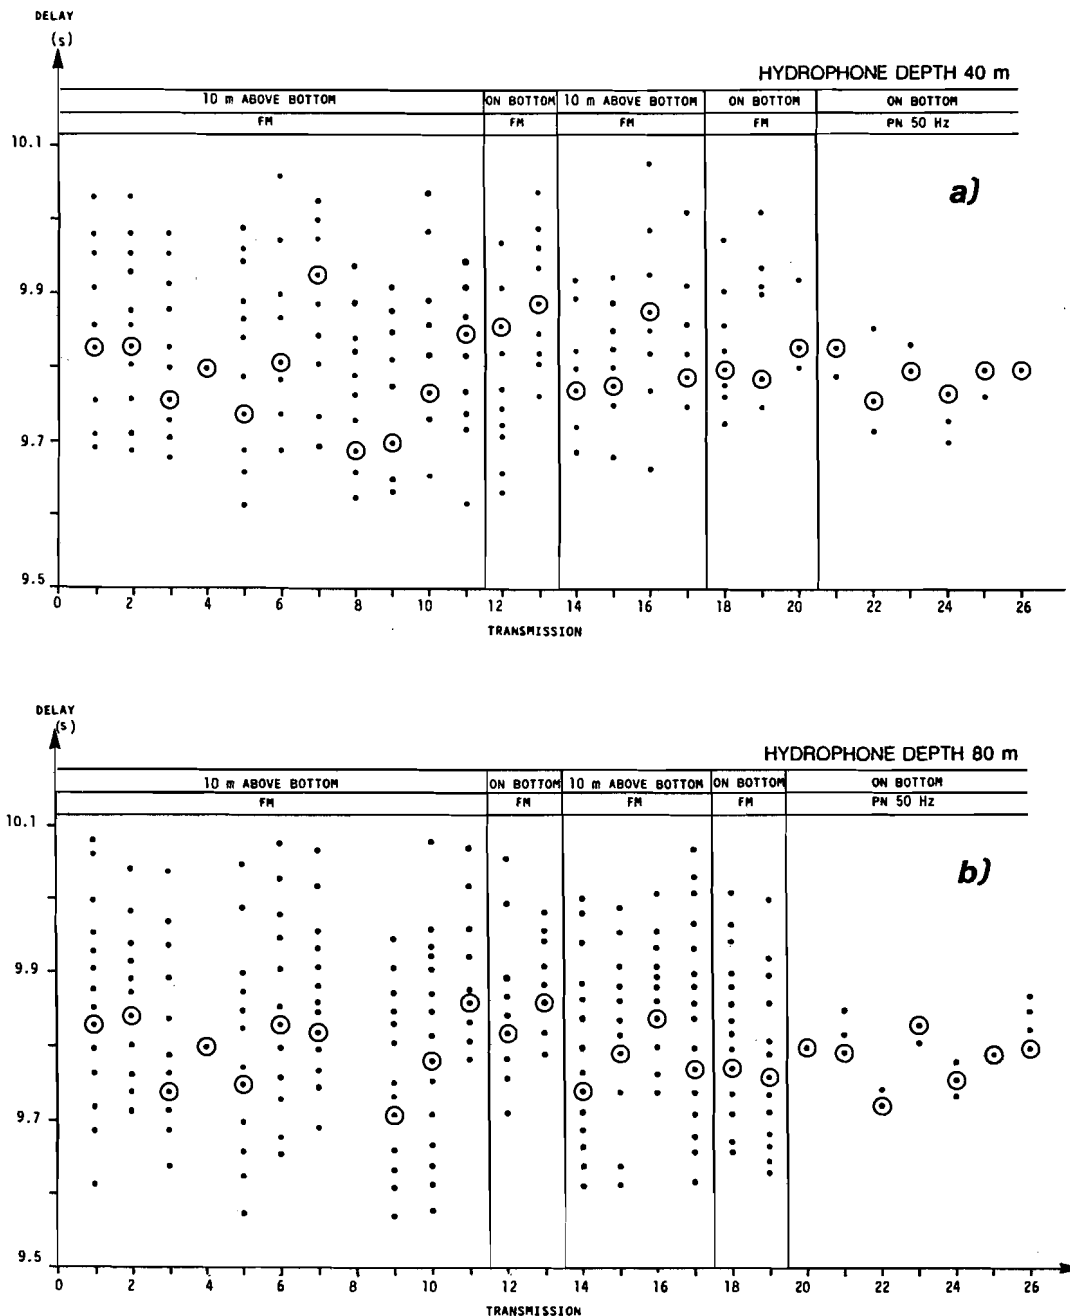 DELAY
(s)
HYDROPHONE DEPTH 40 m
10 m ABOVE BOTTOM ON BOTTOM 10 m ABOVE BOTTOM ON BOTTOM ON BOTTOM
FM FM FM FM PN 50 Hz
10.1
a)
9.9
9.7
9.5
0 2 4 6 8 10 12 14 16 18 20 22 24 26
TRANSMISSION
DELAY
(s)
HYDROPHONE DEPTH 80 m
10 m ABOVE BOTTOM ON BOTTOM 10 m ABOVE BOTTOM ON BOTTOM ON BOTTOM
FM FM FM FM PN 50 Hz
10.1
b)
9.9
9.7
9.5
0 2 4 6 8 10 12 14 16 18 20 22 24 26
TRANSMISSION